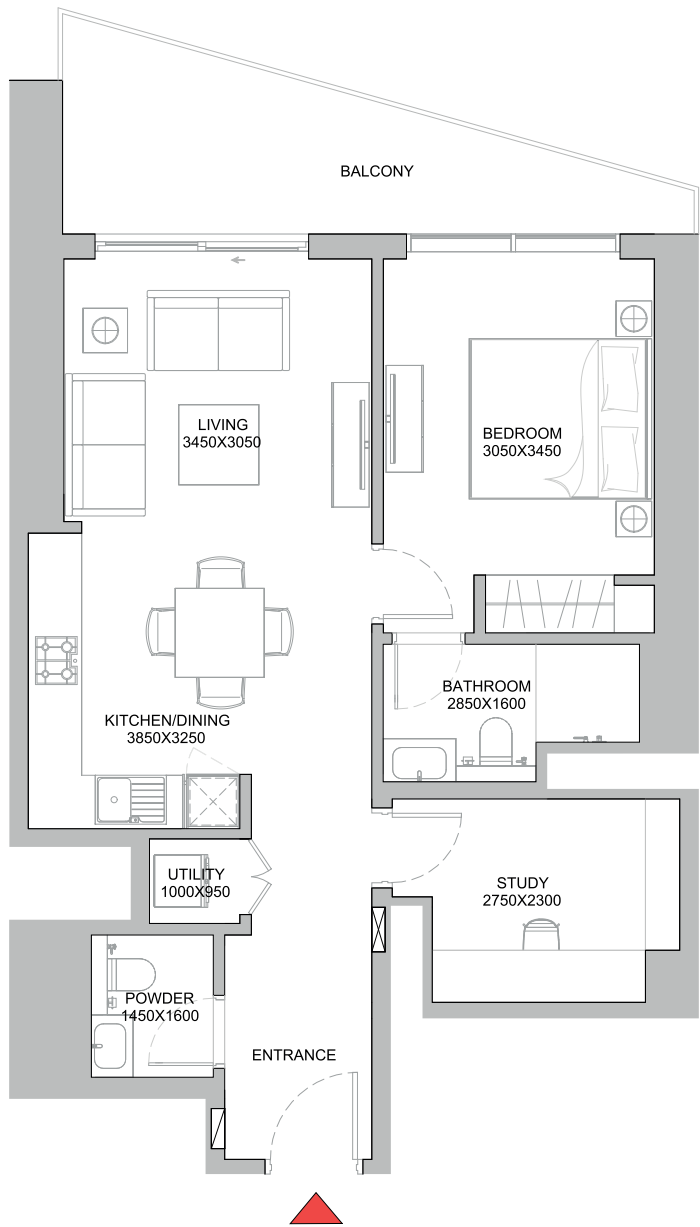 BALCONY
LIVING
3450X3050
BEDROOM
3050X3450
KITCHEN/DINING
3850X3250
BATHROOM
2850X1600
UTILITY
1000X950
STUDY
2750X2300
POWDER
1450X1600
ENTRANCE